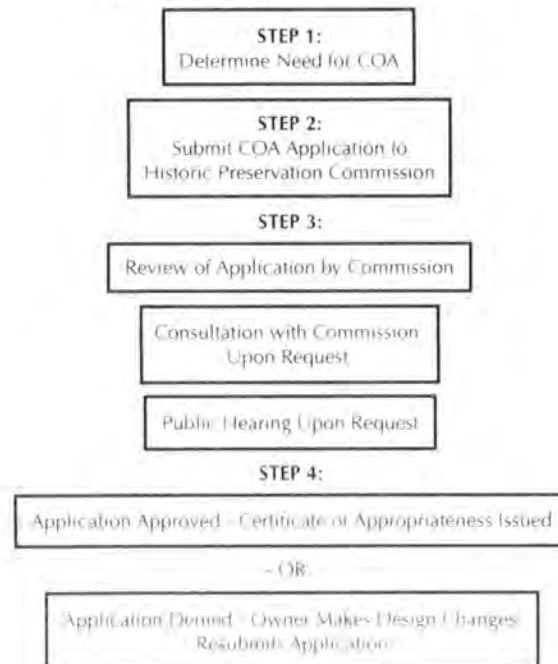 STEP 1:
Determine Need for COA
STEP 2:
Submit COA Application to
Historic Preservation Commission
STEP 3:
Review of Application by Commission
Consultation with Commission
Upon Request
Public Hearing Upon Request
STEP 4:
Application Approved - Certificate of Appropriateness Issued
- OR
Application Denied - Owner Makes Design Changes
Resubmits Application